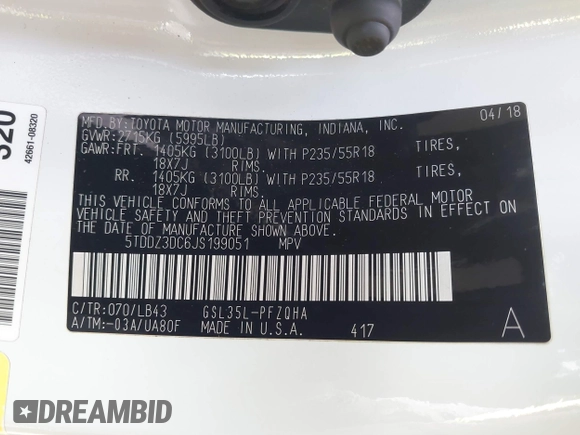 MFD.BY:TOYOTA MOTOR MANUFACTURING, INDIANA, INC. 04/18
GVWR:2715KG (5995LB)
GAWR:FRT. 1405KG (3100LB) WITH P235/55R18 TIRES,
18X7J RIMS.
RR. 1405KG (3100LB) WITH P235/55R18 TIRES,
18X7J RIMS.
THIS VEHICLE CONFORMS TO ALL APPLICABLE FEDERAL MOTOR
VEHICLE SAFETY AND THEFT PREVENTION STANDARDS IN EFFECT ON
THE DATE OF MANUFACTURE SHOWN ABOVE.
5TDDZ3DC6JS199051 MPV
C/TR:070/LB43 GSL35L-PFZQHA
A/TM:-03A/UA80F MADE IN U.S.A. 417 A
42661-08320
320
DREAMBID